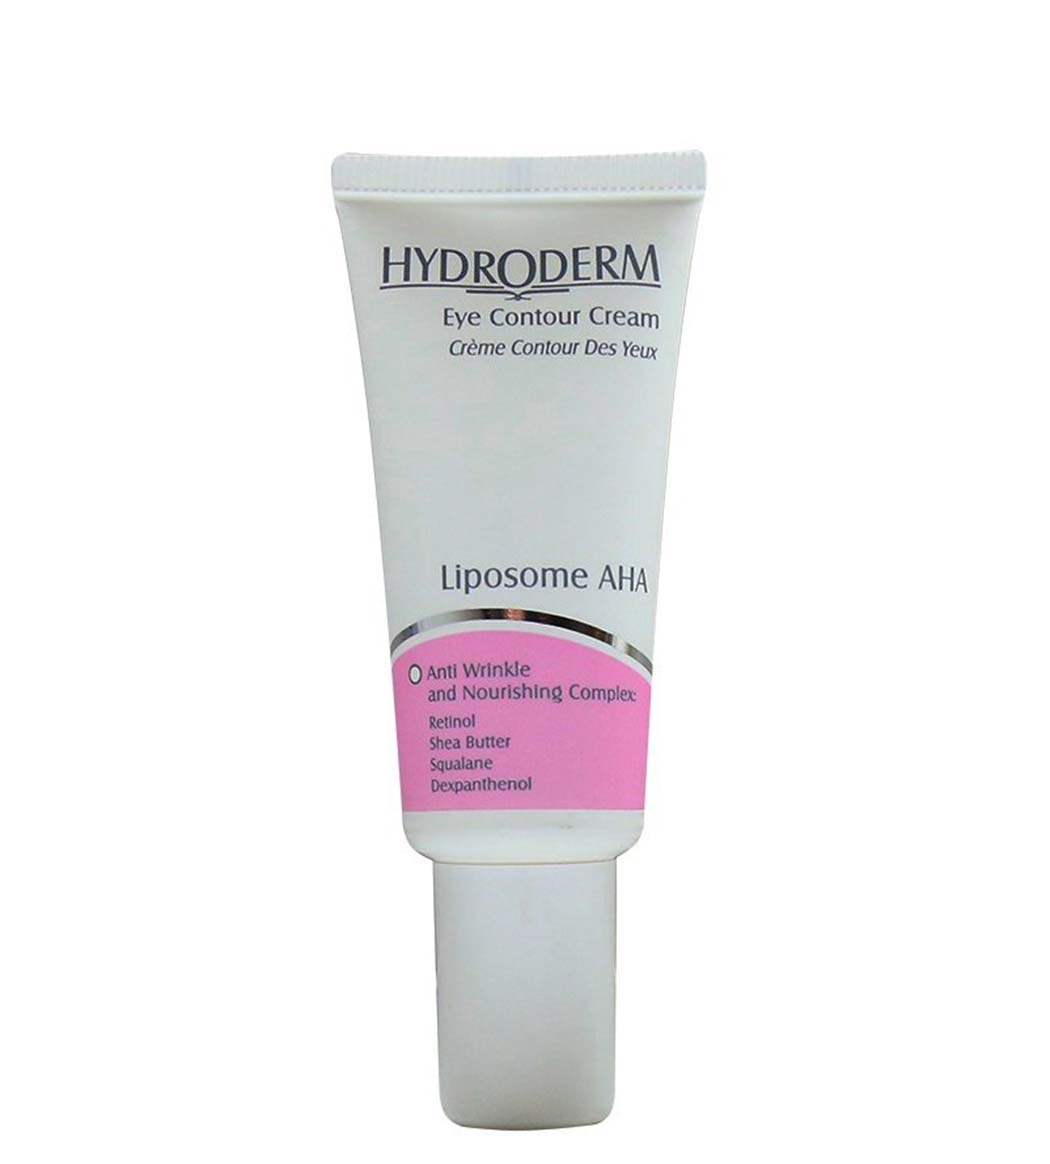 HYDRODERM
Eye Contour Cream
Crème Contour Des Yeux
Liposome AHA
Anti Wrinkle
and Nourishing Complex:
Retinol
Shea Butter
Squalane
Dexpanthenol